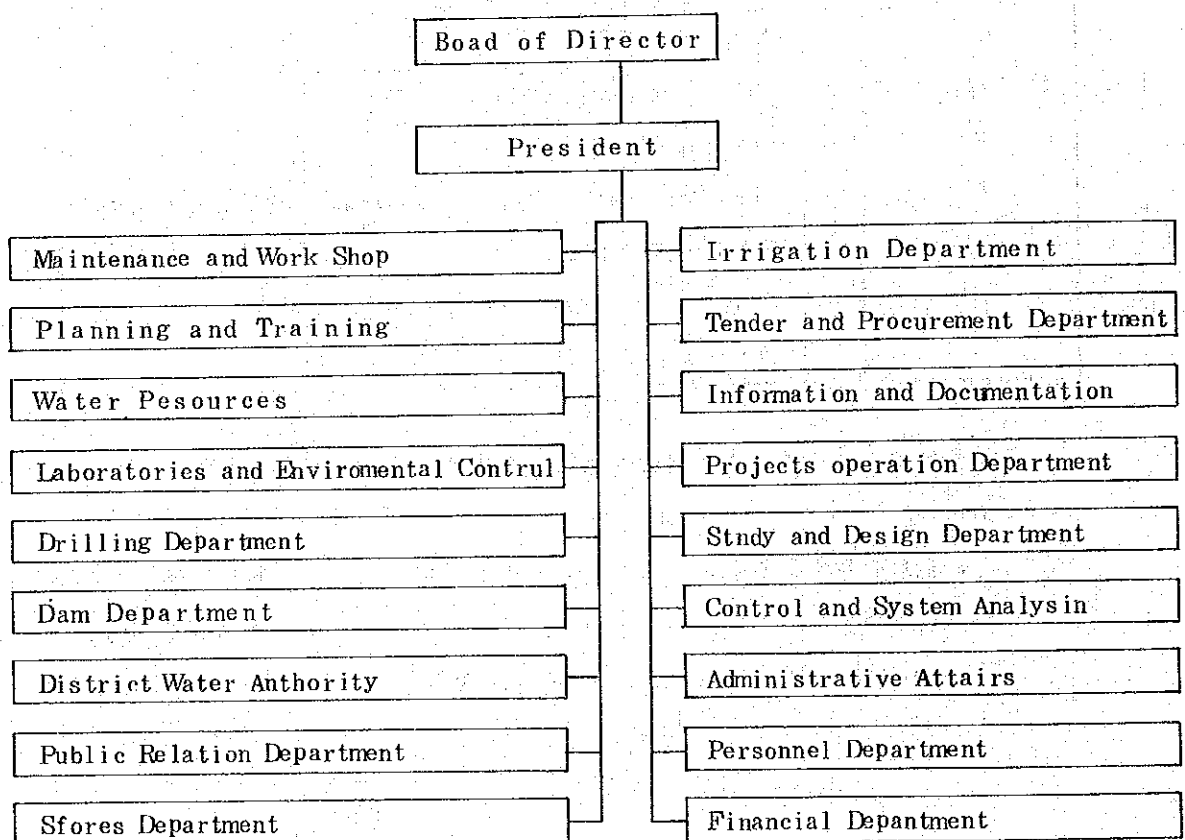 Boad of Director
President
Maintenance and Work Shop
Irrigation Department
Planning and Training
Tender and Procurement Department
Water Pesources
Information and Documentation
Laboratories and Enviromental Contrul
Projects operation Department
Drilling Department
Stndy and Design Department
Dam Department
Control and System Analysin
District Water Anthority
Administrative Attairs
Public Relation Department
Personnel Department
Sfores Department
Financial Depantment